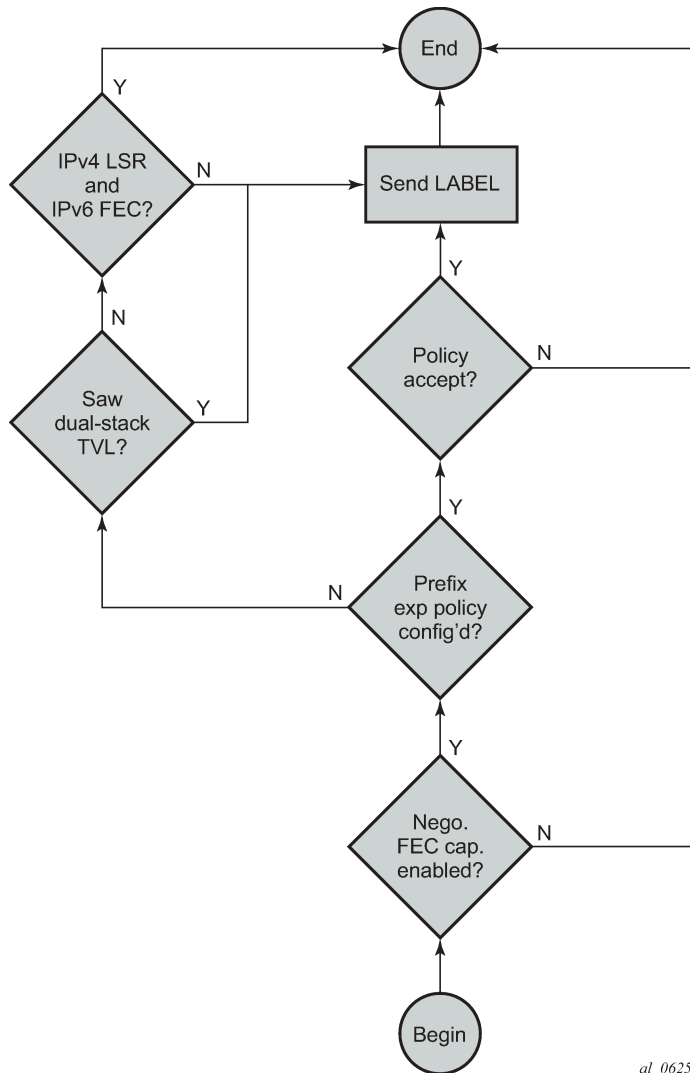 End
Y
IPv4 LSR
and
IPv6 FEC?
N
Send LABEL
Y
N
Policy
accept?
N
Saw
dual-stack
TVL?
Y
Y
N
Prefix
exp policy
config'd?
Y
Nego.
FEC cap.
enabled?
N
Begin
al_0625